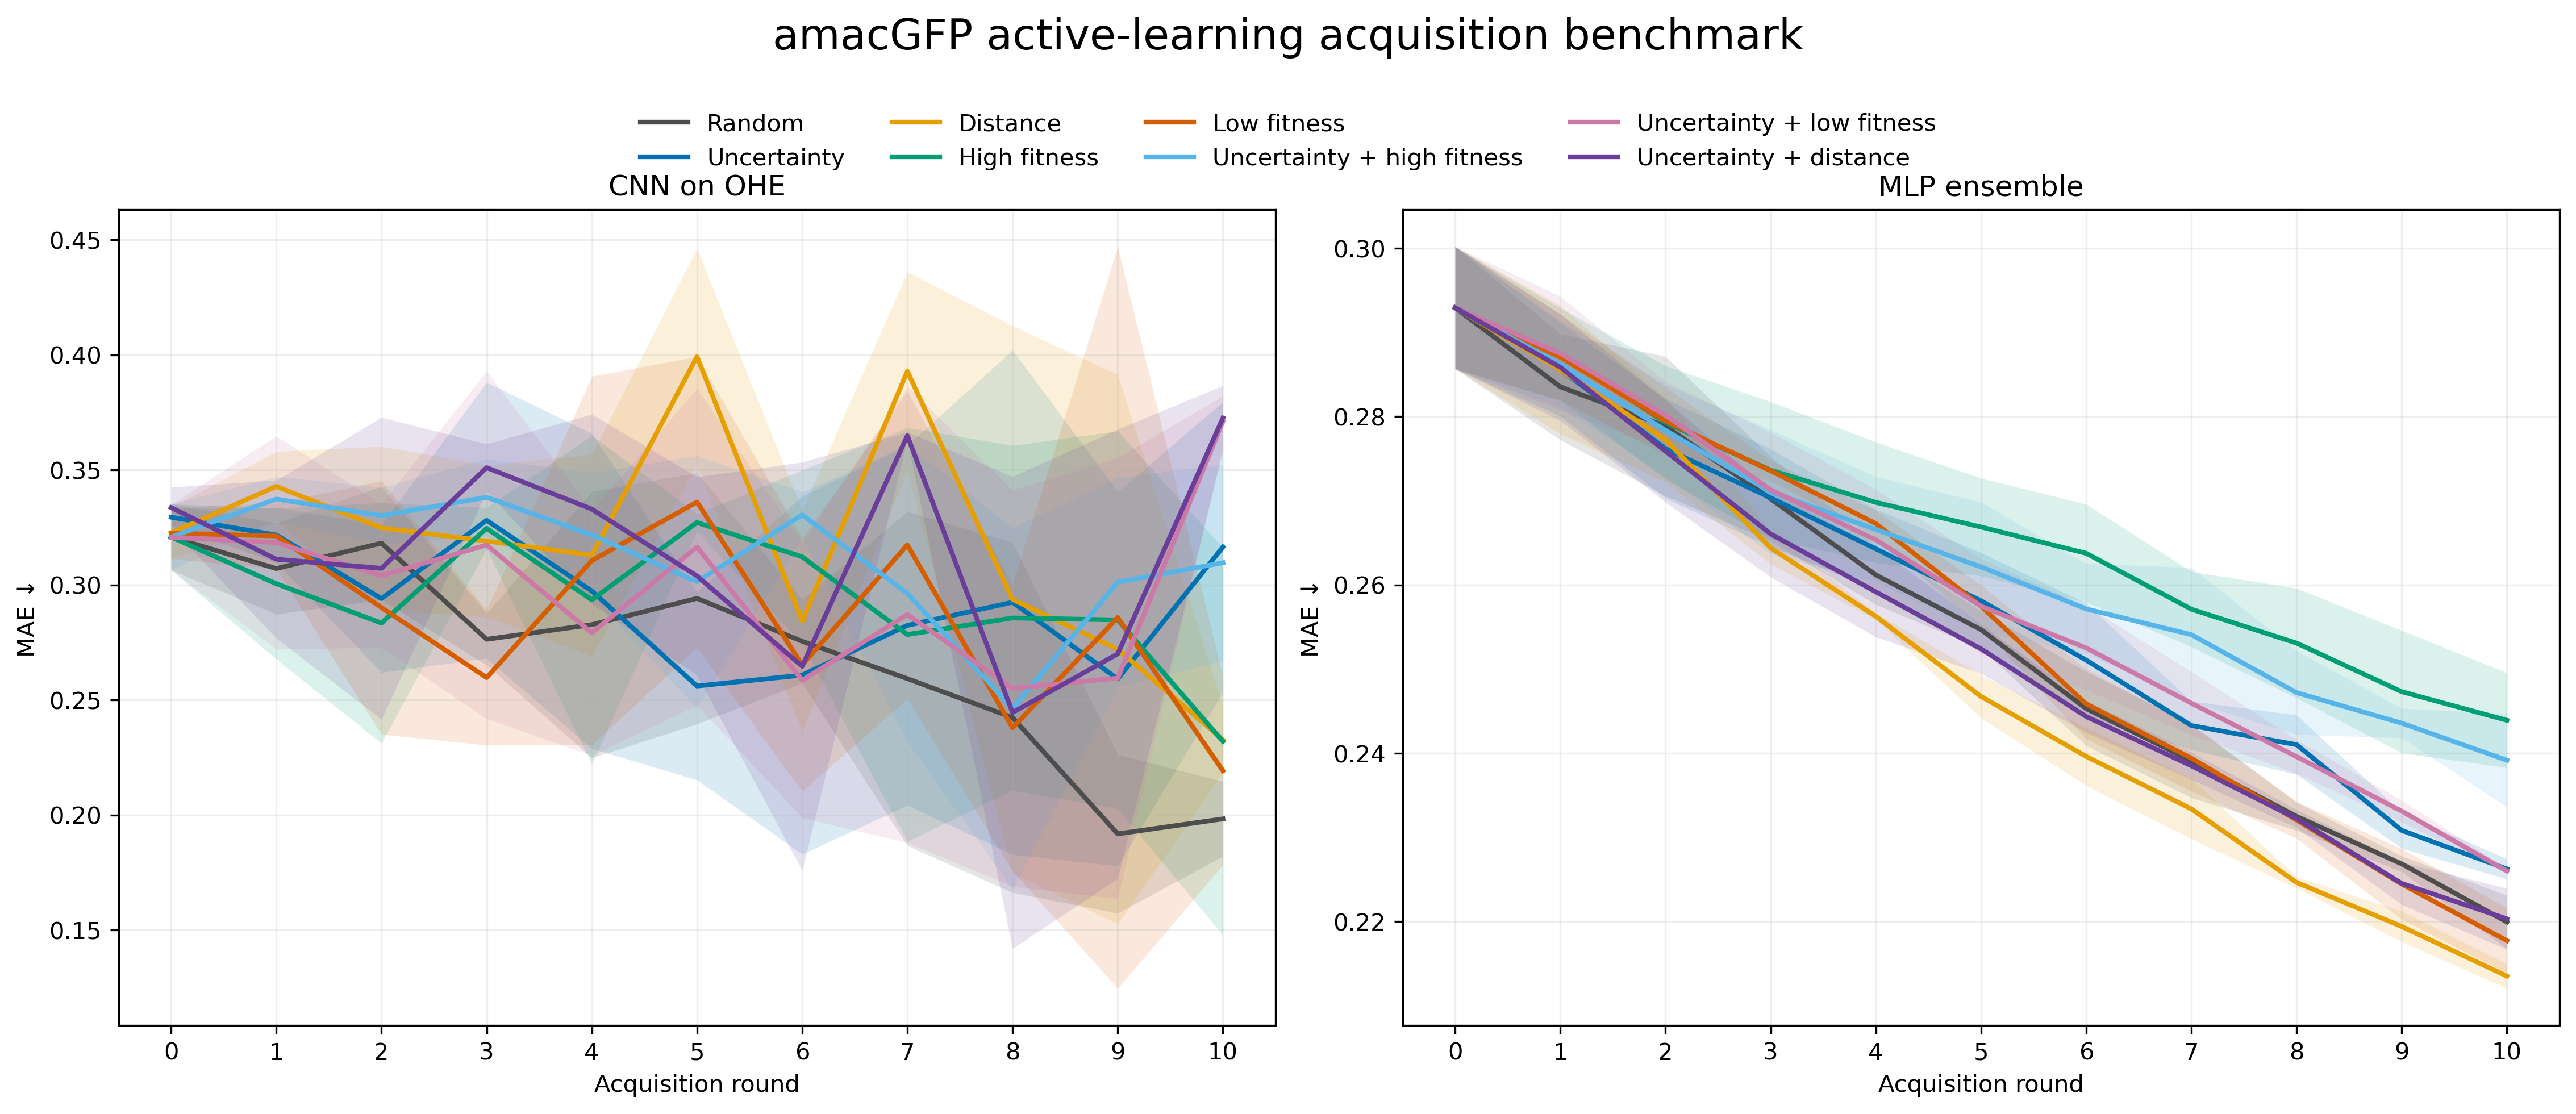 amacGFP active-learning acquisition benchmark
Random
Uncertainty
Distance
High fitness
Low fitness
Uncertainty + high fitness
Uncertainty + low fitness
Uncertainty + distance
CNN on OHE
0.45
0.40
0.35
0.30
0.25
0.20
0.15
MAE ↓
0 1 2 3 4 5 6 7 8 9 10
Acquisition round
MLP ensemble
0.30
0.28
0.26
0.24
0.22
MAE ↓
0 1 2 3 4 5 6 7 8 9 10
Acquisition round